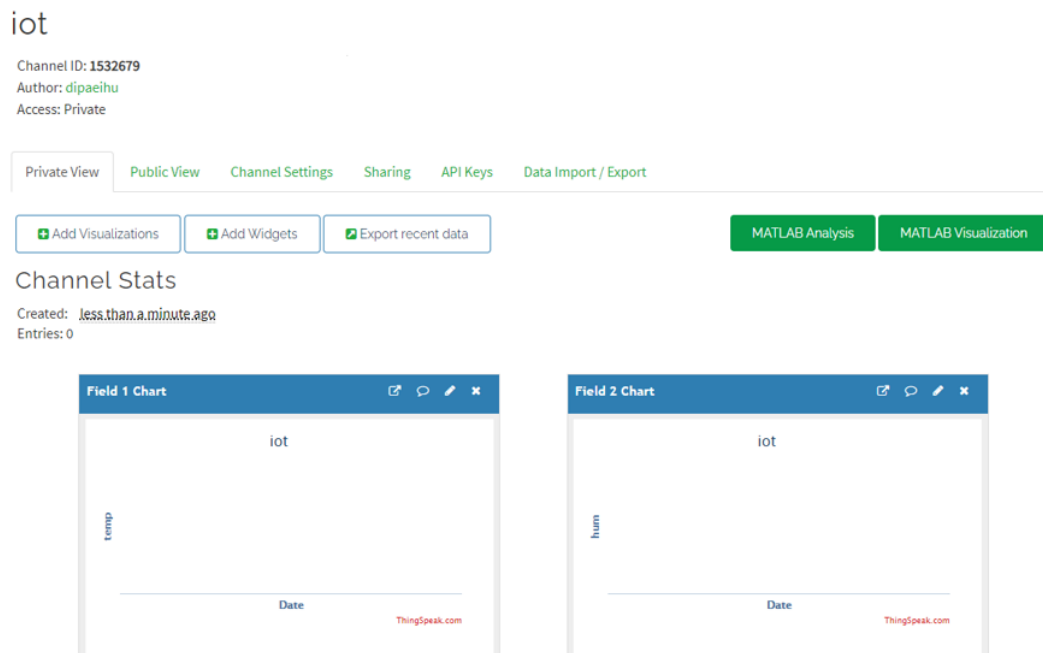 iot
Channel ID: 1532679
Author: dipaeihu
Access: Private
Private View Public View Channel Settings Sharing API Keys Data Import / Export
Add Visualizations Add Widgets Export recent data MATLAB Analysis MATLAB Visualization
Channel Stats
Created: less than a minute ago
Entries: 0
Field 1 Chart
iot
temp
Date
ThingSpeak.com
Field 2 Chart
iot
hum
Date
ThingSpeak.com